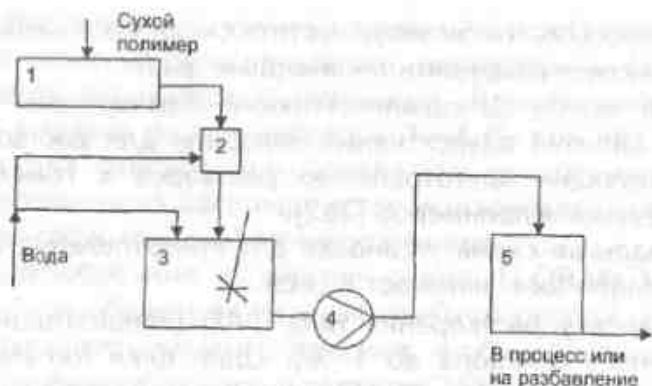 Сухой
полимер
1
2
Вода
3
4
5
В процесс или
на разбавление